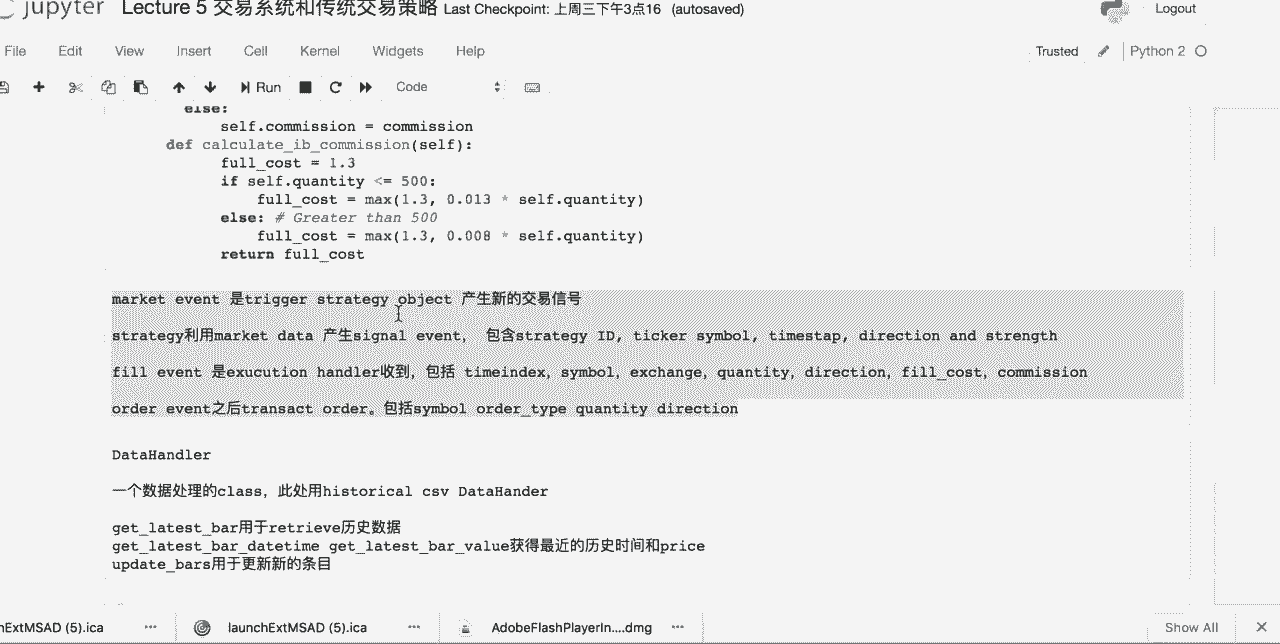 jupyter Lecture 5 交易系统和传统交易策略 Last Checkpoint: 上周三下午3点16 (autosaved) Logout
File Edit View Insert Cell Kernel Widgets Help Trusted Python 2
Run Code
else:
self.commission = commission
def calculate_ib_commission(self):
full_cost = 1.3
if self.quantity <= 500:
full_cost = max(1.3, 0.013 * self.quantity)
else: # Greater than 500
full_cost = max(1.3, 0.008 * self.quantity)
return full_cost
market event 是trigger strategy object 产生新的交易信号
strategy利用market data 产生signal event， 包含strategy ID, ticker symbol, timestap, direction and strength
fill event 是exucution handler收到，包括 timeindex, symbol, exchange, quantity, direction, fill_cost, commission
order event之后transact order。包括symbol order_type quantity direction
DataHandler
一个数据处理的class，此处用historical csv DataHander
get_latest_bar用于retrieve历史数据
get_latest_bar_datetime get_latest_bar_value获得最近的历史时间和price
update_bars用于更新新的条目
hExtMSAD (5).ica launchExtMSAD (5).ica AdobeFlashPlayerIn....dmg Show All